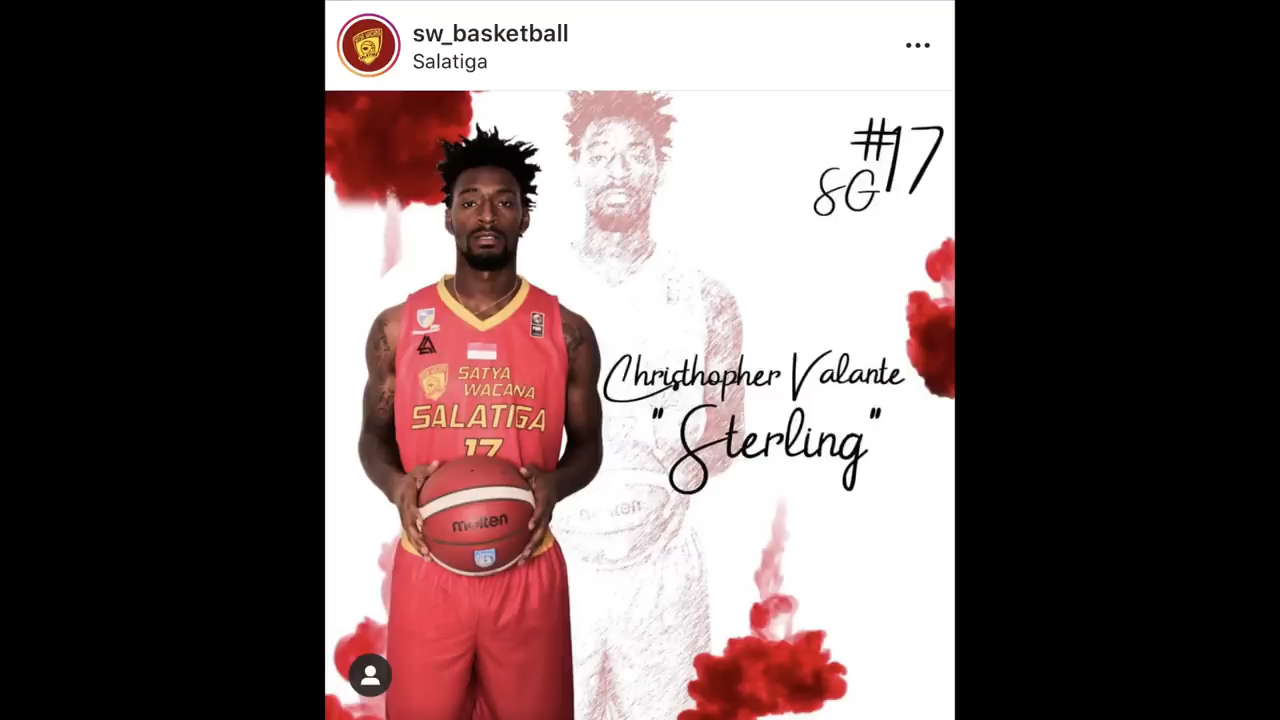 sw_basketball
Salatiga
#17
SG
SATYA
WACANA
SALATIGA
17
molten
Christhopher Valante
"Sterling"